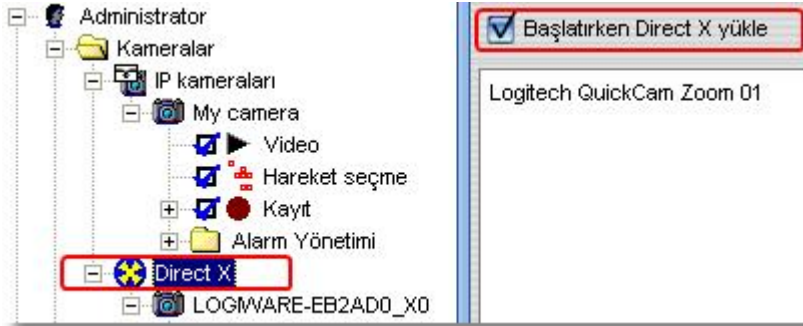 Administrator
Kameralar
IP kameraları
My camera
Video
Hareket seçme
Kayıt
Alarm Yönetimi
Direct X
LOGIWARE-EB2AD0_X0
Başlatırken Direct X yükle
Logitech QuickCam Zoom 01